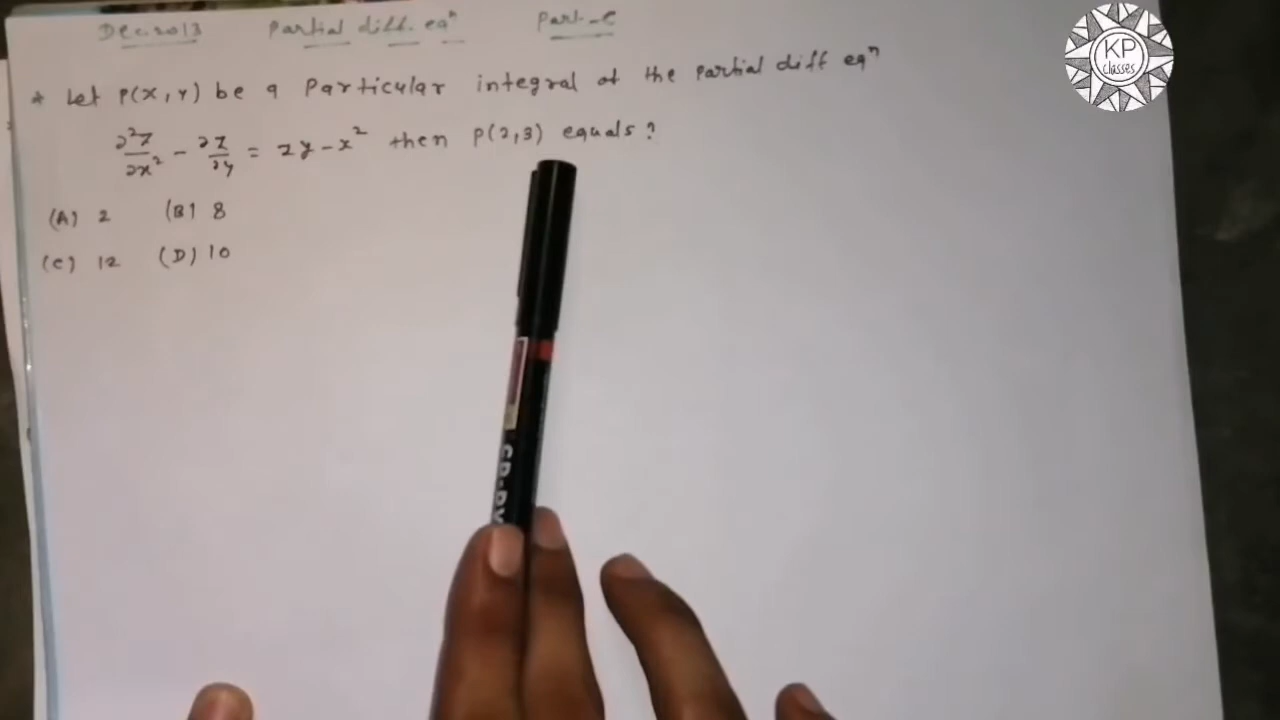 Dec. 2013 Partial diff. eqⁿ Part-C
* Let P(x, y) be a Particular integral of the partial diff eqⁿ
∂²z/∂x² - ∂z/∂y = 2y - x² then P(2,3) equals?
(A) 2 (B) 8
(C) 12 (D) 10
KP
classes